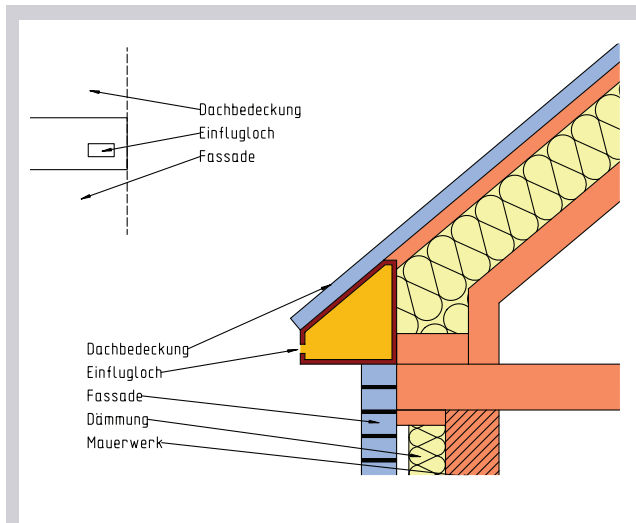 Dachbedeckung
Einflugloch
Fassade
Dachbedeckung
Einflugloch
Fassade
Dämmung
Mauerwerk